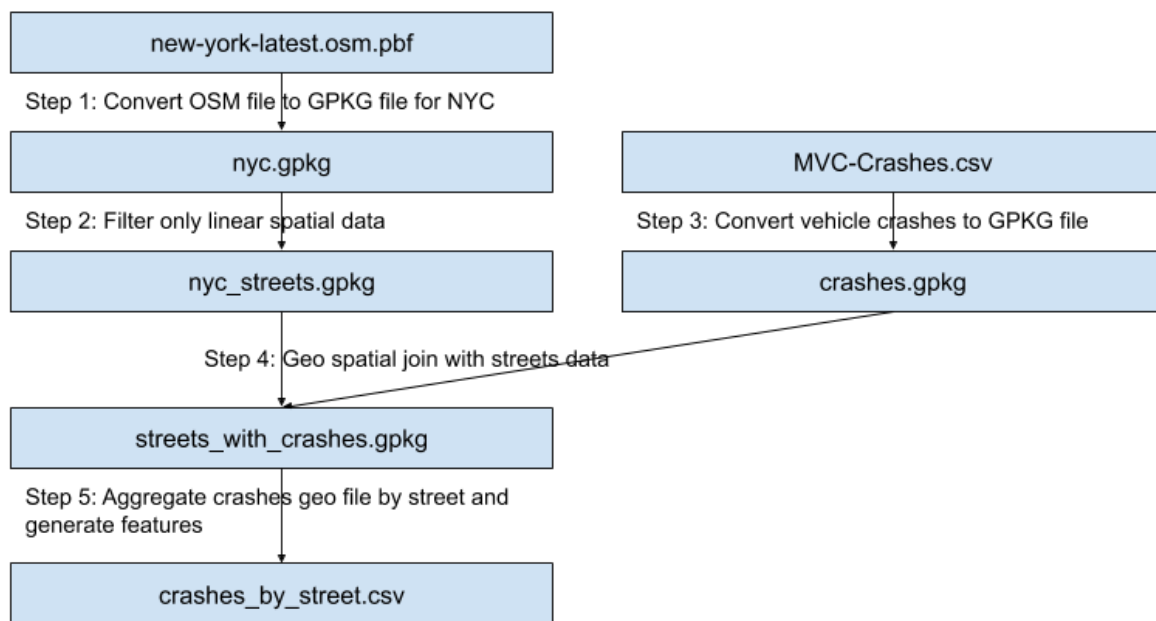 new-york-latest.osm.pbf
Step 1: Convert OSM file to GPKG file for NYC
nyc.gpkg
MVC-Crashes.csv
Step 2: Filter only linear spatial data
Step 3: Convert vehicle crashes to GPKG file
nyc_streets.gpkg
crashes.gpkg
Step 4: Geo spatial join with streets data
streets_with_crashes.gpkg
Step 5: Aggregate crashes geo file by street and
generate features
crashes_by_street.csv